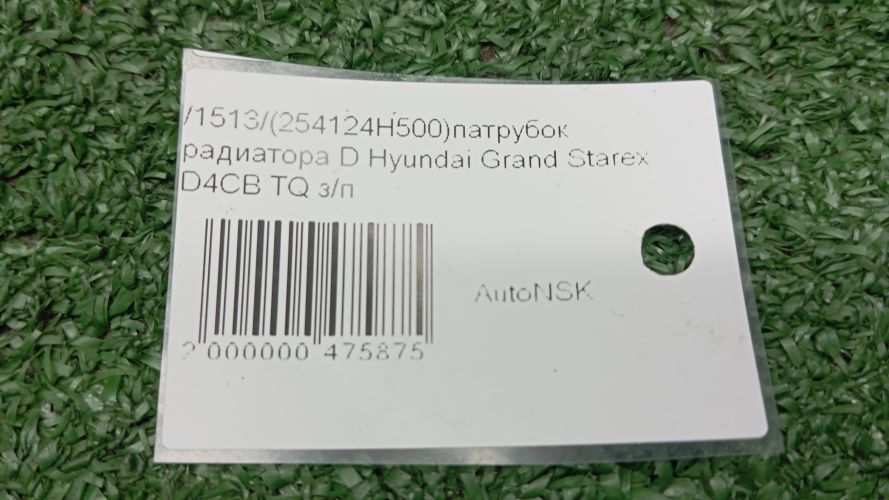 /1513/(254124H500)патрубок
радиатора D Hyundai Grand Starex
D4CB TQ з/п
AutoNSK
2 000000 475875